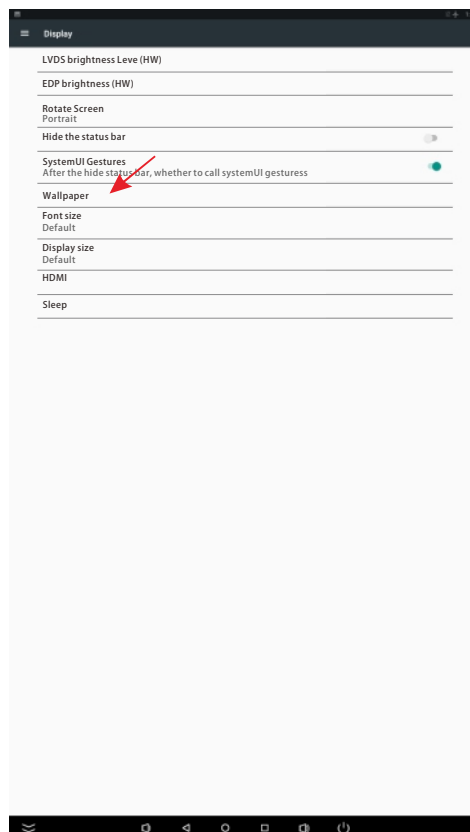 Display
LVDS brightness Leve (HW)
EDP brightness (HW)
Rotate Screen
Portrait
Hide the status bar
SystemUI Gestures
After the hide status bar, whether to call systemUI gesturess
Wallpaper
Font size
Default
Display size
Default
HDMI
Sleep